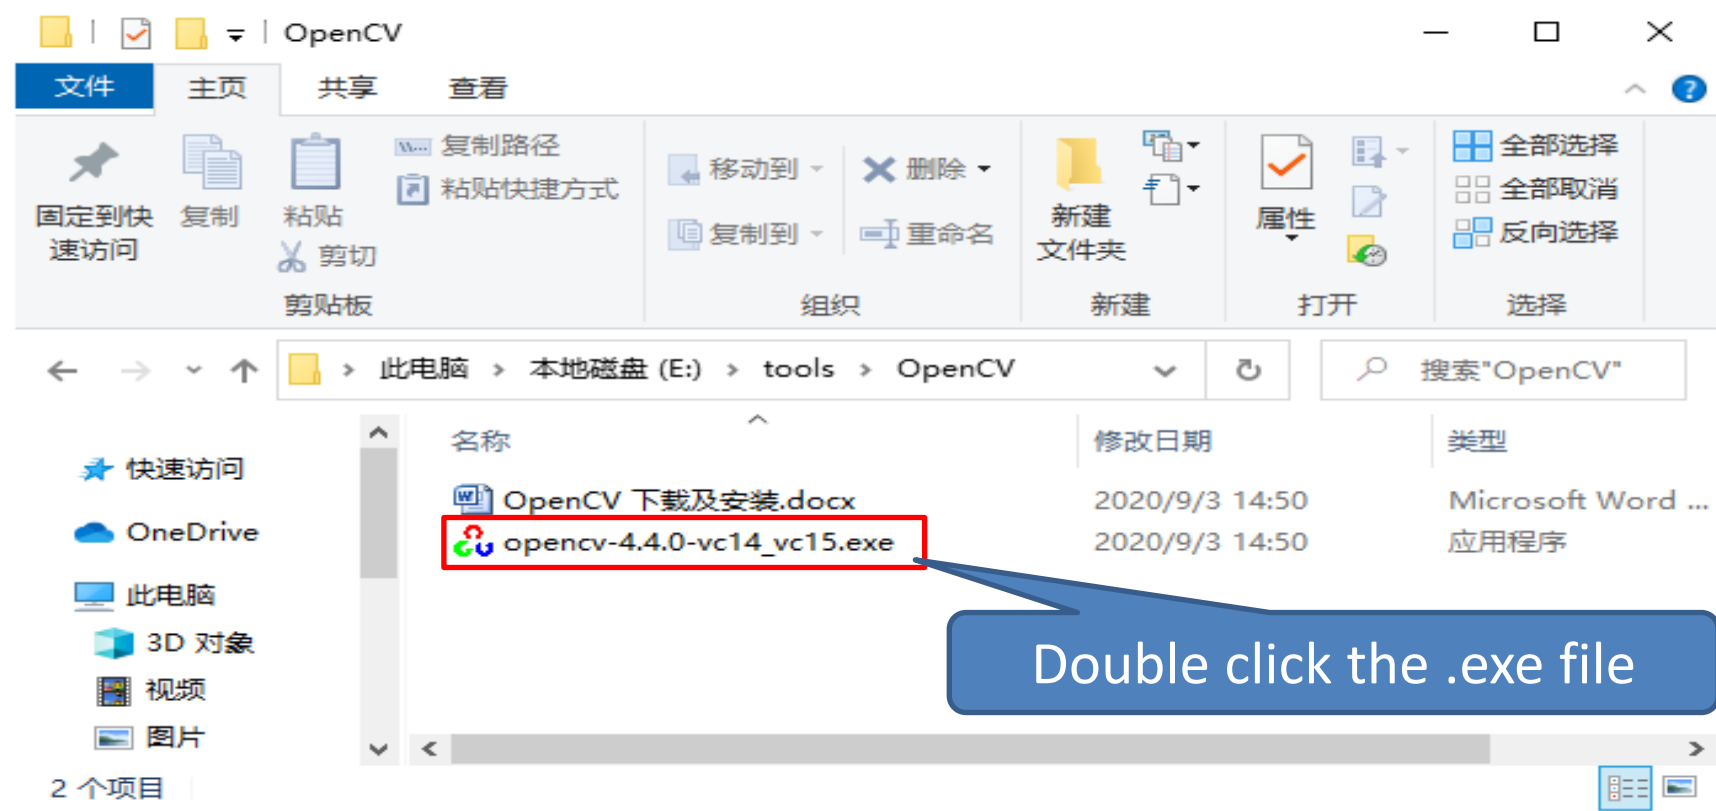 OpenCV
文件 主页 共享 查看
固定到快
速访问
复制
粘贴
剪切
复制路径
粘贴快捷方式
剪贴板
移动到
复制到
删除
重命名
组织
新建
文件夹
新建
属性
打开
全部选择
全部取消
反向选择
选择
此电脑 > 本地磁盘 (E:) > tools > OpenCV
搜索"OpenCV"
快速访问
OneDrive
此电脑
3D 对象
视频
图片
名称 修改日期 类型
OpenCV 下载及安装.docx 2020/9/3 14:50 Microsoft Word ...
opencv-4.4.0-vc14_vc15.exe 2020/9/3 14:50 应用程序
Double click the .exe file
2 个项目